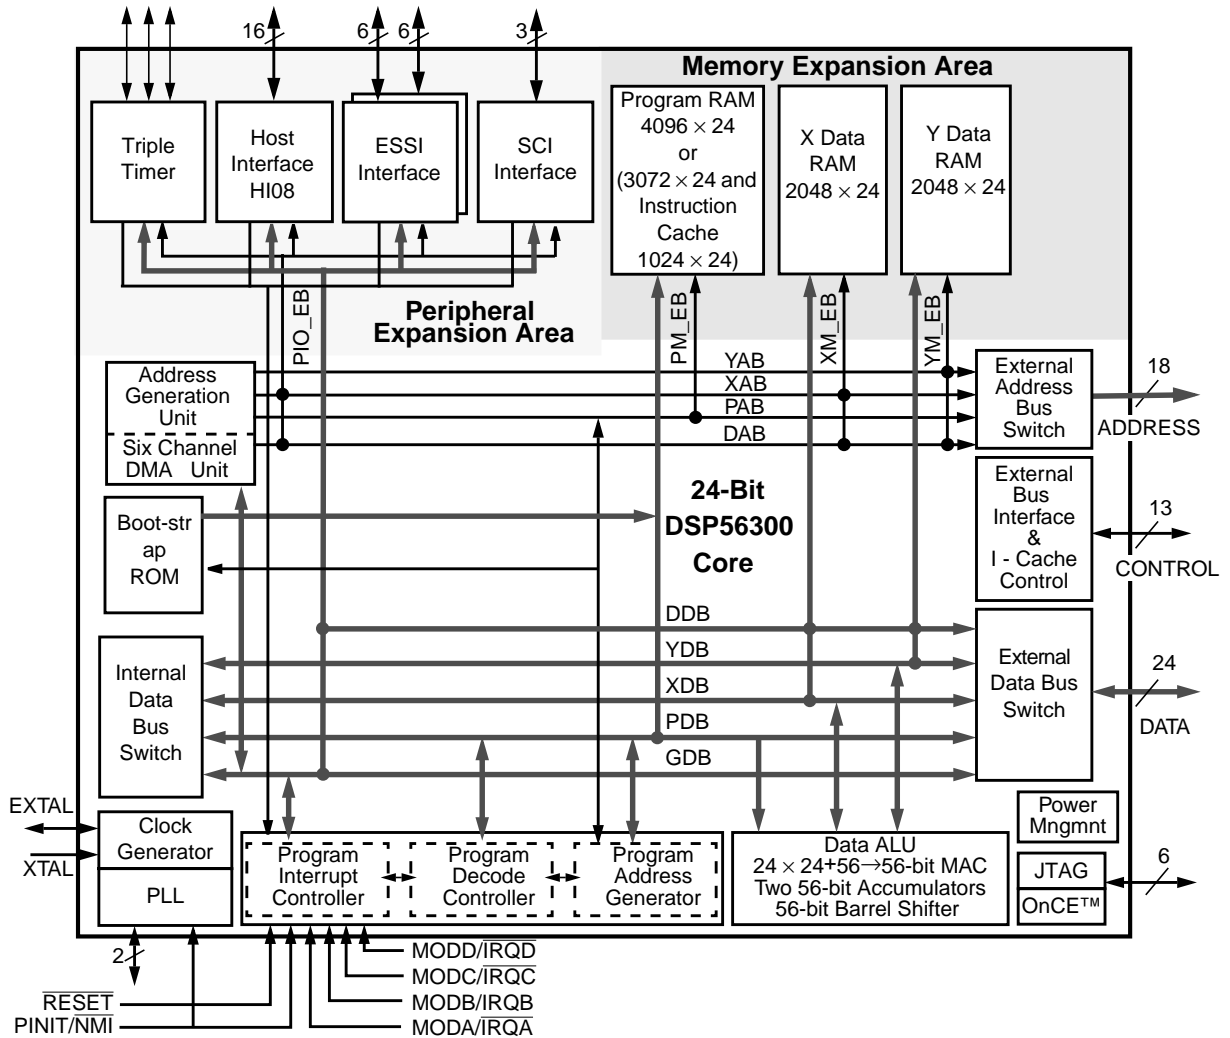 16
6
6
3
Memory Expansion Area
Triple
Timer
Host
Interface
HI08
ESSI
Interface
SCI
Interface
Program RAM
4096 × 24
or
(3072 × 24 and
Instruction
Cache
1024 × 24)
X Data
RAM
2048 × 24
Y Data
RAM
2048 × 24
Peripheral
Expansion Area
PIO_EB
PM_EB
XM_EB
YM_EB
Address
Generation
Unit
Six Channel
DMA Unit
YAB
XAB
PAB
DAB
External
Address
Bus
Switch
18
ADDRESS
24-Bit
DSP56300
Core
Boot-str
ap
ROM
External
Bus
Interface
&
I - Cache
Control
13
CONTROL
DDB
YDB
XDB
PDB
GDB
Internal
Data
Bus
Switch
External
Data Bus
Switch
24
DATA
EXTAL
XTAL
Clock
Generator
PLL
2
Program
Interrupt
Controller
Program
Decode
Controller
Program
Address
Generator
Data ALU
24 × 24+56→56-bit MAC
Two 56-bit Accumulators
56-bit Barrel Shifter
Power
Mngmnt
JTAG
OnCE™
6
RESET
PINIT/NMI
MODD/IRQD
MODC/IRQC
MODB/IRQB
MODA/IRQA